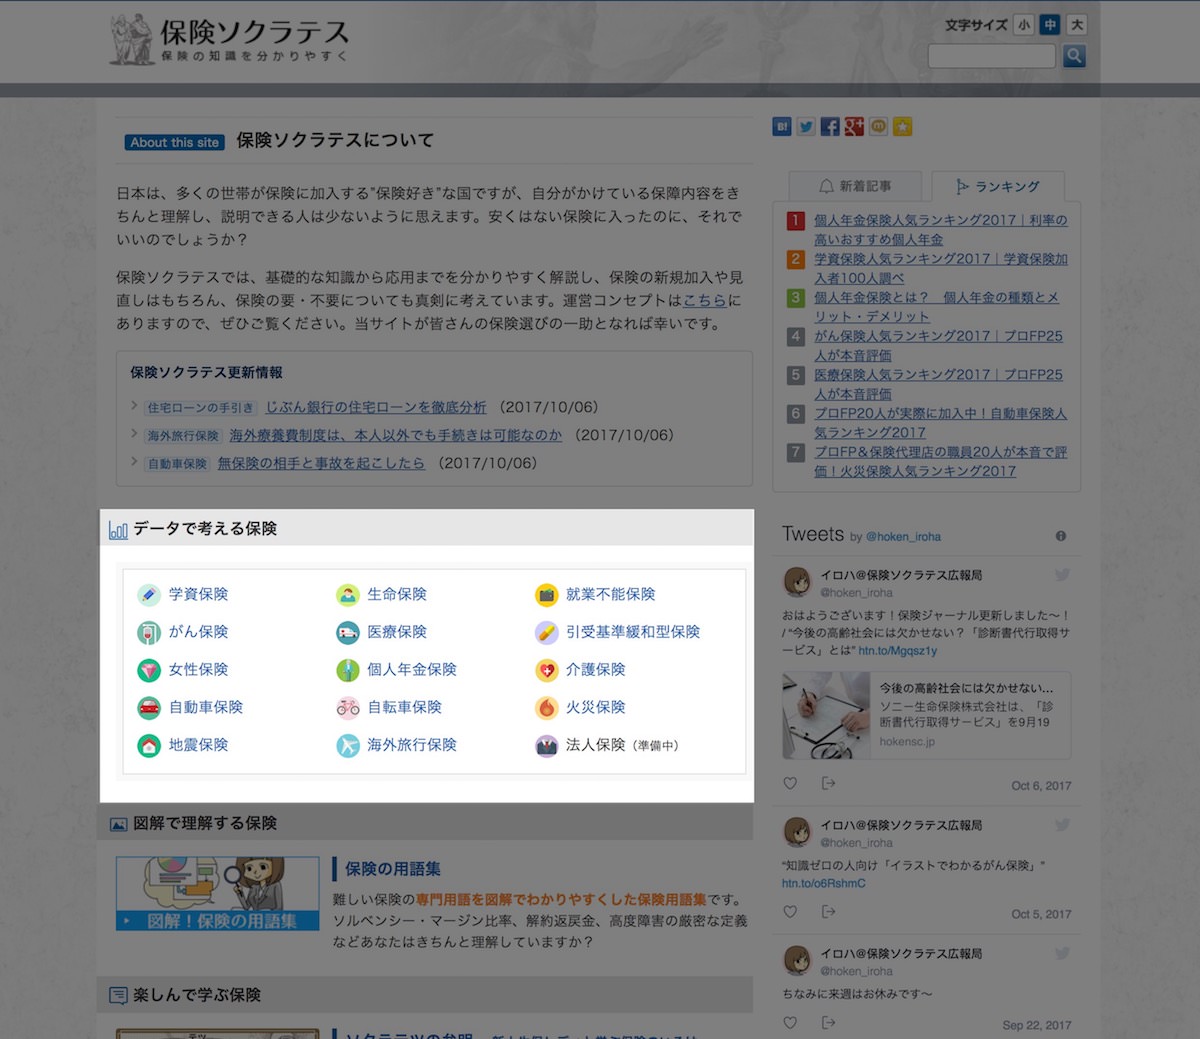 保険ソクラテス
保険の知識を分かりやすく
文字サイズ 小 中 大
About this site 保険ソクラテスについて
日本は、多くの世帯が保険に加入する"保険好き"な国ですが、自分がかけている保障内容をき
ちんと理解し、説明できる人は少ないように思えます。安くはない保険に入ったのに、それで
いいのでしょうか？
保険ソクラテスでは、基礎的な知識から応用までを分かりやすく解説し、保険の新規加入や見
直しはもちろん、保険の要・不要についても真剣に考えています。運営コンセプトはこちらに
ありますので、ぜひご覧ください。当サイトが皆さんの保険選びの一助となれば幸いです。
保険ソクラテス更新情報
住宅ローンの手引き じぶん銀行の住宅ローンを徹底分析 （2017/10/06）
海外旅行保険 海外療養費制度は、本人以外でも手続きは可能なのか （2017/10/06）
自動車保険 無保険の相手と事故を起こしたら （2017/10/06）
データで考える保険
学資保険 生命保険 就業不能保険
がん保険 医療保険 引受基準緩和型保険
女性保険 個人年金保険 介護保険
自動車保険 自転車保険 火災保険
地震保険 海外旅行保険 法人保険（準備中）
図解で理解する保険
図解！保険の用語集
保険の用語集
難しい保険の専門用語を図解でわかりやすくした保険用語集です。
ソルベンシー・マージン比率、解約返戻金、高度障害の厳密な定義
などあなたはきちんと理解していますか？
楽しんで学ぶ保険
B!
g+
新着記事 ランキング
1 個人年金保険人気ランキング2017｜利率の
高いおすすめ個人年金
2 学資保険人気ランキング2017｜学資保険加
入者100人調べ
3 個人年金保険とは？　個人年金の種類とメ
リット・デメリット
4 がん保険人気ランキング2017｜プロFP25
人が本音評価
5 医療保険人気ランキング2017｜プロFP25
人が本音評価
6 プロFP20人が実際に加入中！自動車保険人
気ランキング2017
7 プロFP＆保険代理店の職員20人が本音で評
価！火災保険人気ランキング2017
Tweets by @hoken_iroha
イロハ@保険ソクラテス広報局
@hoken_iroha
おはようございます！保険ジャーナル更新しました〜！
/ "今後の高齢社会には欠かせない？「診断書代行取得サ
ービス」とは" htn.to/Mgqsz1y
今後の高齢社会には欠かせない...
ソニー生命保険株式会社は、「診
断書代行取得サービス」を9月19
hokensc.jp
Oct 6, 2017
イロハ@保険ソクラテス広報局
@hoken_iroha
"知識ゼロの人向け「イラストでわかるがん保険」"
htn.to/o6RshmC
Oct 5, 2017
イロハ@保険ソクラテス広報局
@hoken_iroha
ちなみに来週はお休みです〜
Sep 22, 2017